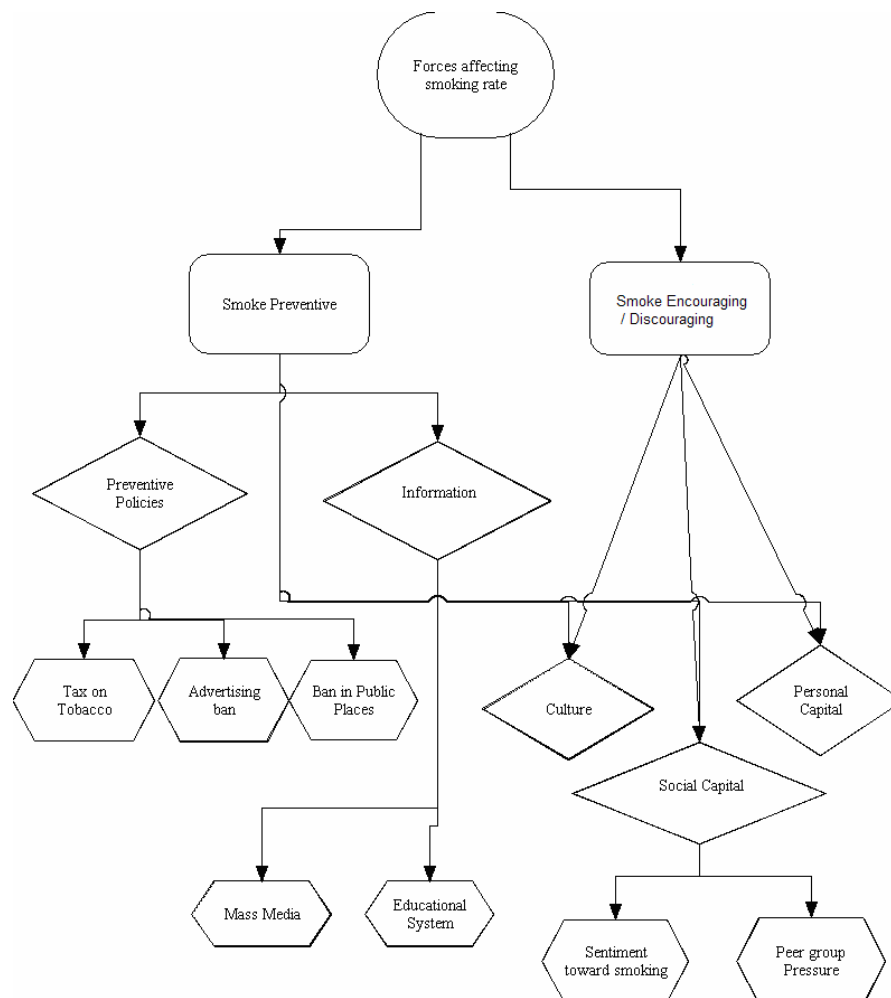 Forces affecting
smoking rate
Smoke Preventive
Smoke Encouraging
/ Discouraging
Preventive
Policies
Information
Tax on
Tobacco
Advertising
ban
Ban in Public
Places
Culture
Personal
Capital
Social Capital
Mass Media
Educational
System
Sentiment
toward smoking
Peer group
Pressure